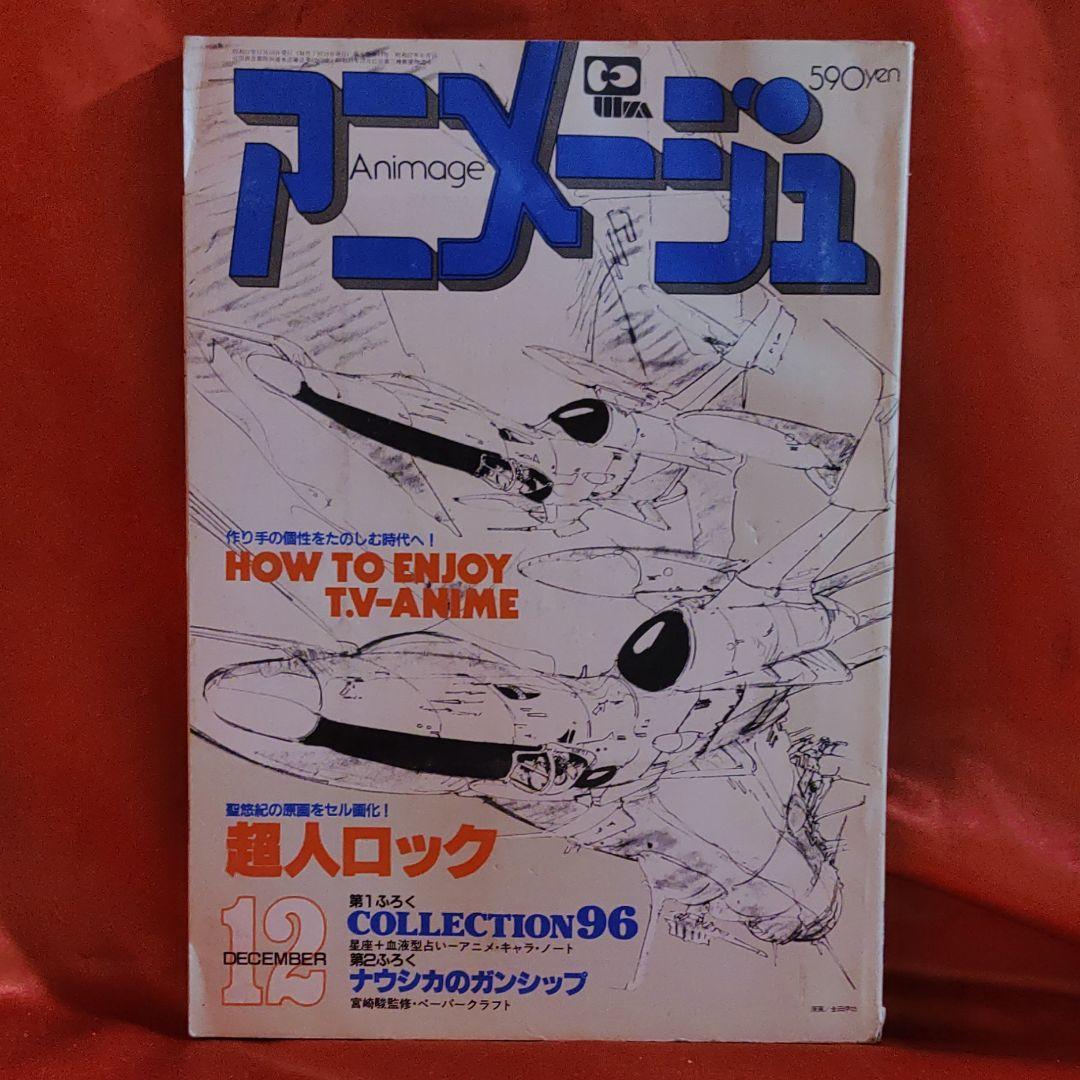 590yen
アニメージュ
Animage
作り手の個性をたのしむ時代へ!
HOW TO ENJOY
T.V-ANIME
聖悠紀の原画をセル画化!
超人ロック
12
DECEMBER
第1ふろく
COLLECTION96
星座+血液型占い―アニメ・キャラ・ノート
第2ふろく
ナウシカのガンシップ
宮崎駿監修・ペーパークラフト